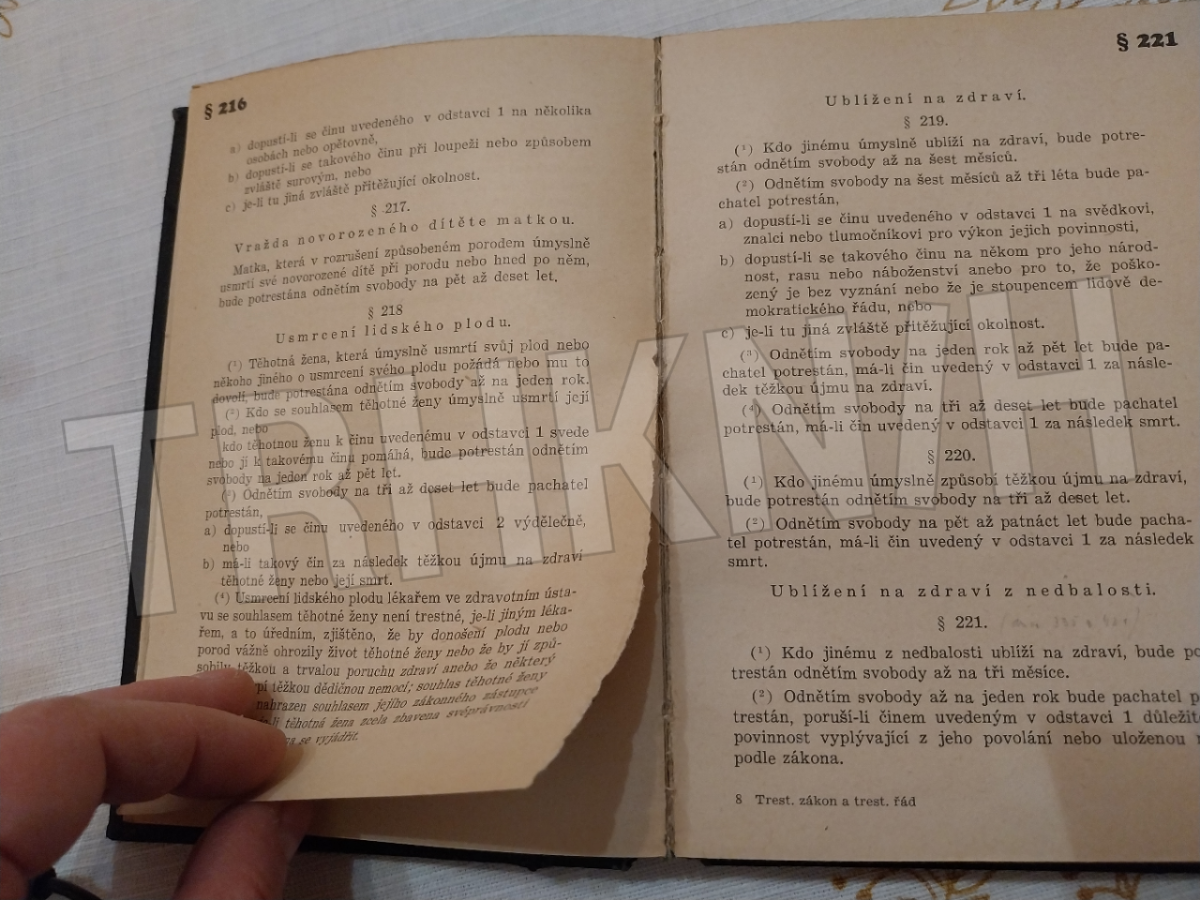 § 216
a) dopustí-li se činu uvedeného v odstavci 1 na několika
osobách nebo opětovně,
b) dopustí-li se takového činu při loupeži nebo způsobem
zvláště surovým, nebo
c) je-li tu jiná zvláště přitěžující okolnost.
§ 217.
Vražda novorozeného dítěte matkou.
Matka, která v rozrušení způsobeném porodem úmyslně
usmrtí své novorozené dítě při porodu nebo hned po něm,
bude potrestána odnětím svobody na pět až deset let.
§ 218
Usmrcení lidského plodu.
(¹) Těhotná žena, která úmyslně usmrtí svůj plod nebo
někoho jiného o usmrcení svého plodu požádá nebo mu to
dovolí, bude potrestána odnětím svobody až na jeden rok.
(²) Kdo se souhlasem těhotné ženy úmyslně usmrtí její
plod, nebo
kdo těhotnou ženu k činu uvedenému v odstavci 1 svede
nebo jí k takovému činu pomáhá, bude potrestán odnětím
svobody na jeden rok až pět let.
(³) Odnětím svobody na tři až deset let bude pachatel
potrestán,
a) dopustí-li se činu uvedeného v odstavci 2 výdělečně,
nebo
b) má-li takový čin za následek těžkou újmu na zdraví
těhotné ženy nebo její smrt.
(⁴) Usmrcení lidského plodu lékařem ve zdravotním ústa-
vu se souhlasem těhotné ženy není trestné, je-li jiným léka-
řem, a to úředním, zjištěno, že by donošení plodu nebo
porod vážně ohrozily život těhotné ženy nebo že by jí způ-
sobily těžkou a trvalou poruchu zdraví anebo že některý
pí těžkou dědičnou nemocí; souhlas těhotné ženy
nahrazen souhlasem jejího zákonného zástupce
li těhotná žena zcela zbavena svéprávnosti
se vyjádřit.
§ 221
Ublížení na zdraví.
§ 219.
(¹) Kdo jinému úmyslně ublíží na zdraví, bude potre-
stán odnětím svobody až na šest měsíců.
(²) Odnětím svobody na šest měsíců až tři léta bude pa-
chatel potrestán,
a) dopustí-li se činu uvedeného v odstavci 1 na svědkovi,
znalci nebo tlumočníkovi pro výkon jejich povinnosti,
b) dopustí-li se takového činu na někom pro jeho národ-
nost, rasu nebo náboženství anebo pro to, že poško-
zený je bez vyznání nebo že je stoupencem lidově de-
mokratického řádu, nebo
c) je-li tu jiná zvláště přitěžující okolnost.
(³) Odnětím svobody na jeden rok až pět let bude pa-
chatel potrestán, má-li čin uvedený v odstavci 1 za násle-
dek těžkou újmu na zdraví.
(⁴) Odnětím svobody na tři až deset let bude pachatel
potrestán, má-li čin uvedený v odstavci 1 za následek smrt.
§ 220.
(¹) Kdo jinému úmyslně způsobí těžkou újmu na zdraví,
bude potrestán odnětím svobody na tři až deset let.
(²) Odnětím svobody na pět až patnáct let bude pacha-
tel potrestán, má-li čin uvedený v odstavci 1 za následek
smrt.
Ublížení na zdraví z nedbalosti.
§ 221.
(¹) Kdo jinému z nedbalosti ublíží na zdraví, bude po
trestán odnětím svobody až na tři měsíce.
(²) Odnětím svobody až na jeden rok bude pachatel p
trestán, poruší-li činem uvedeným v odstavci 1 důležit
povinnost vyplývající z jeho povolání nebo uloženou
podle zákona.
8 Trest. zákon a trest. řád
TRHKNIH